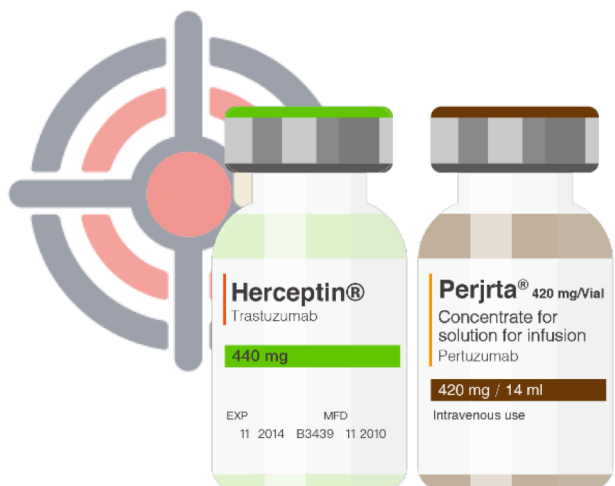 Herceptin®
Trastuzumab
440 mg
EXP MFD
11 2014 B3439 11 2010
Perjrta® 420 mg/Vial
Concentrate for
solution for infusion
Pertuzumab
420 mg / 14 ml
Intravenous use